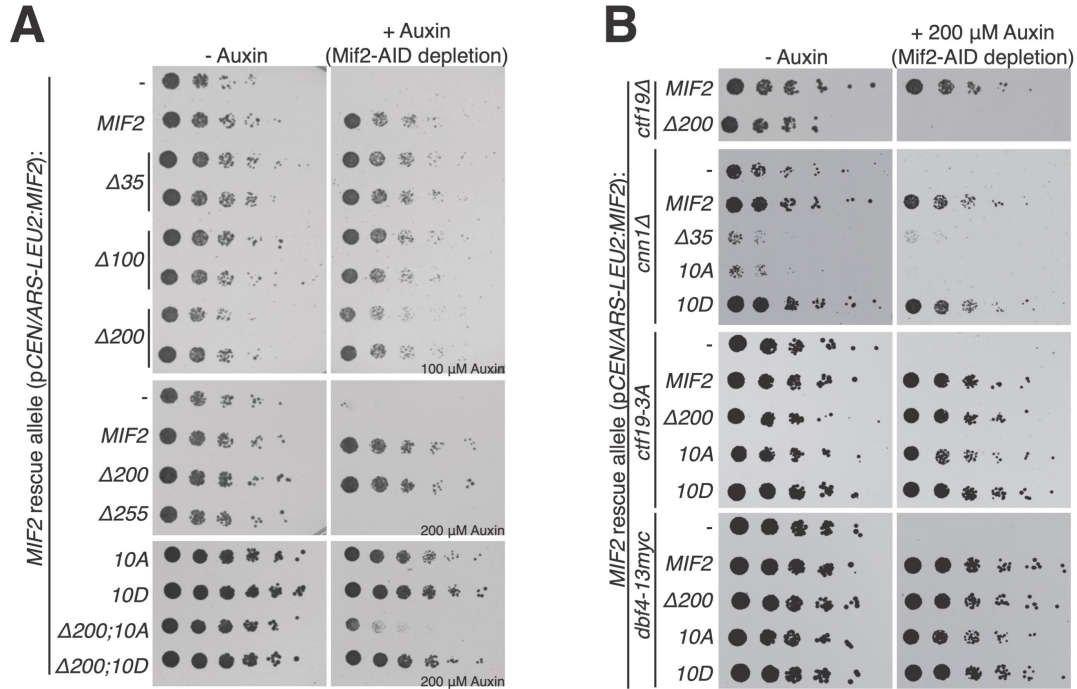 A
- Auxin
+ Auxin
(Mif2-AID depletion)
MIF2 rescue allele (pCEN/ARS-LEU2:MIF2):
-
MIF2
Δ35
Δ100
Δ200
100 µM Auxin
-
MIF2
Δ200
Δ255
200 µM Auxin
10A
10D
Δ200;10A
Δ200;10D
200 µM Auxin
B
- Auxin
+ 200 µM Auxin
(Mif2-AID depletion)
MIF2 rescue allele (pCEN/ARS-LEU2:MIF2):
ctf19Δ
MIF2
Δ200
cnn1Δ
-
MIF2
Δ35
10A
10D
ctf19-3A
-
MIF2
Δ200
10A
10D
dbf4-13myc
-
MIF2
Δ200
10A
10D